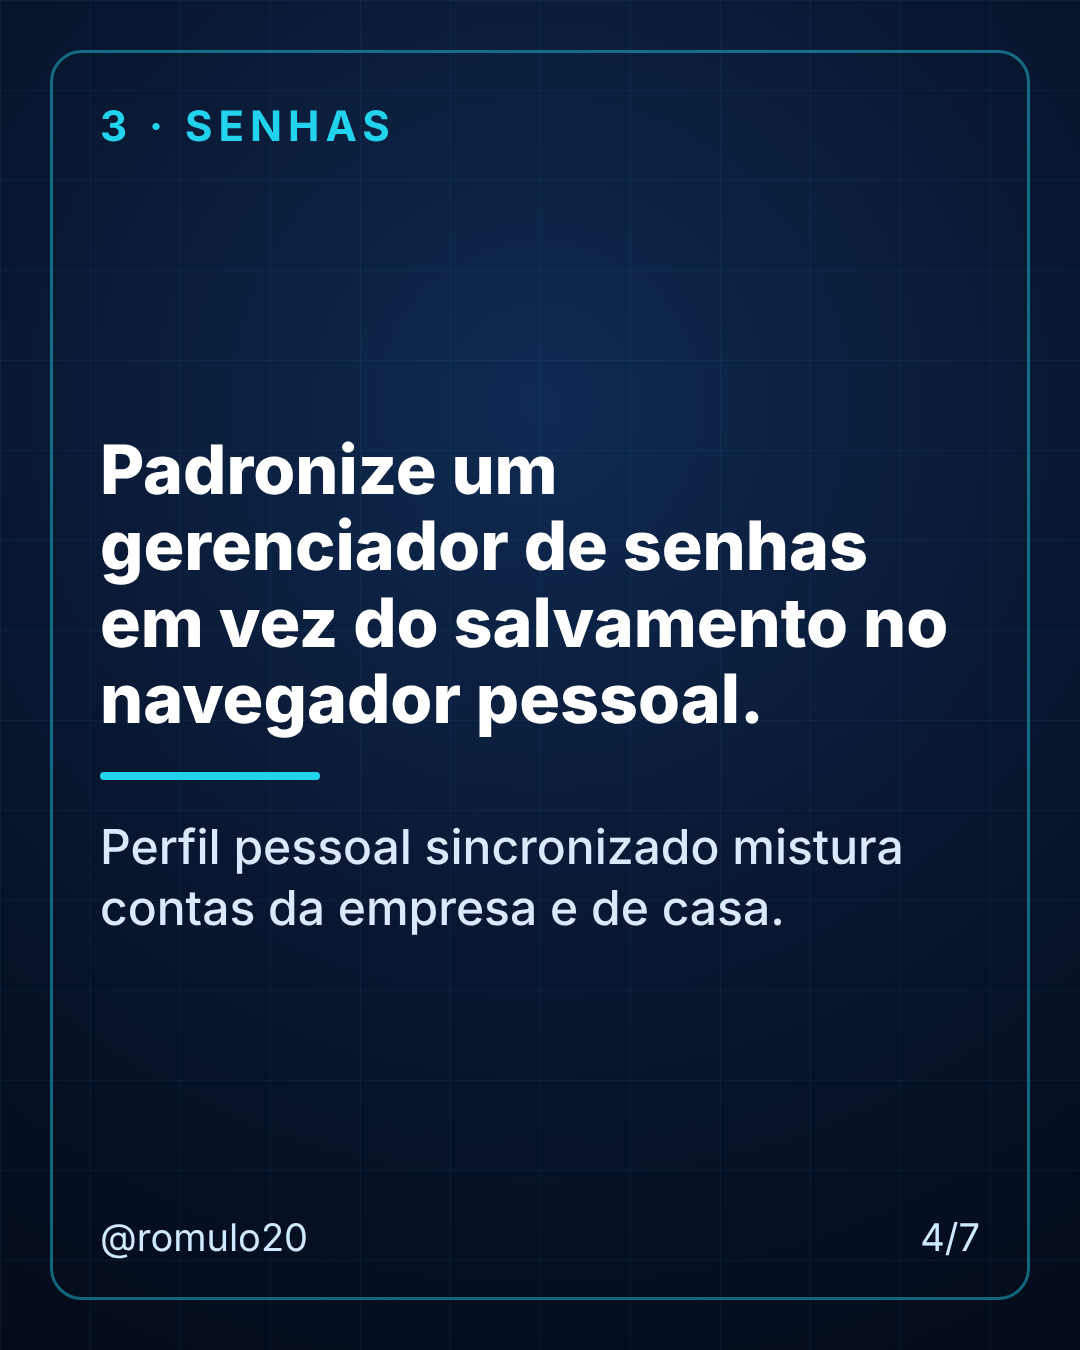 3 · SENHAS
Padronize um
gerenciador de senhas
em vez do salvamento no
navegador pessoal.
Perfil pessoal sincronizado mistura
contas da empresa e de casa.
@romulo20
4/7